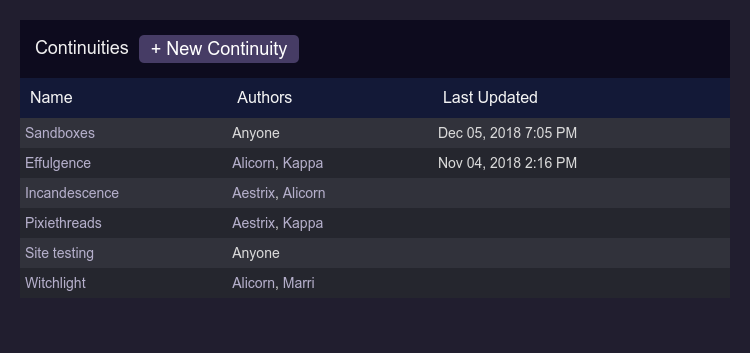 Continuities + New Continuity
Name Authors Last Updated
Sandboxes Anyone Dec 05, 2018 7:05 PM
Effulgence Alicorn, Kappa Nov 04, 2018 2:16 PM
Incandescence Aestrix, Alicorn
Pixiethreads Aestrix, Kappa
Site testing Anyone
Witchlight Alicorn, Marri